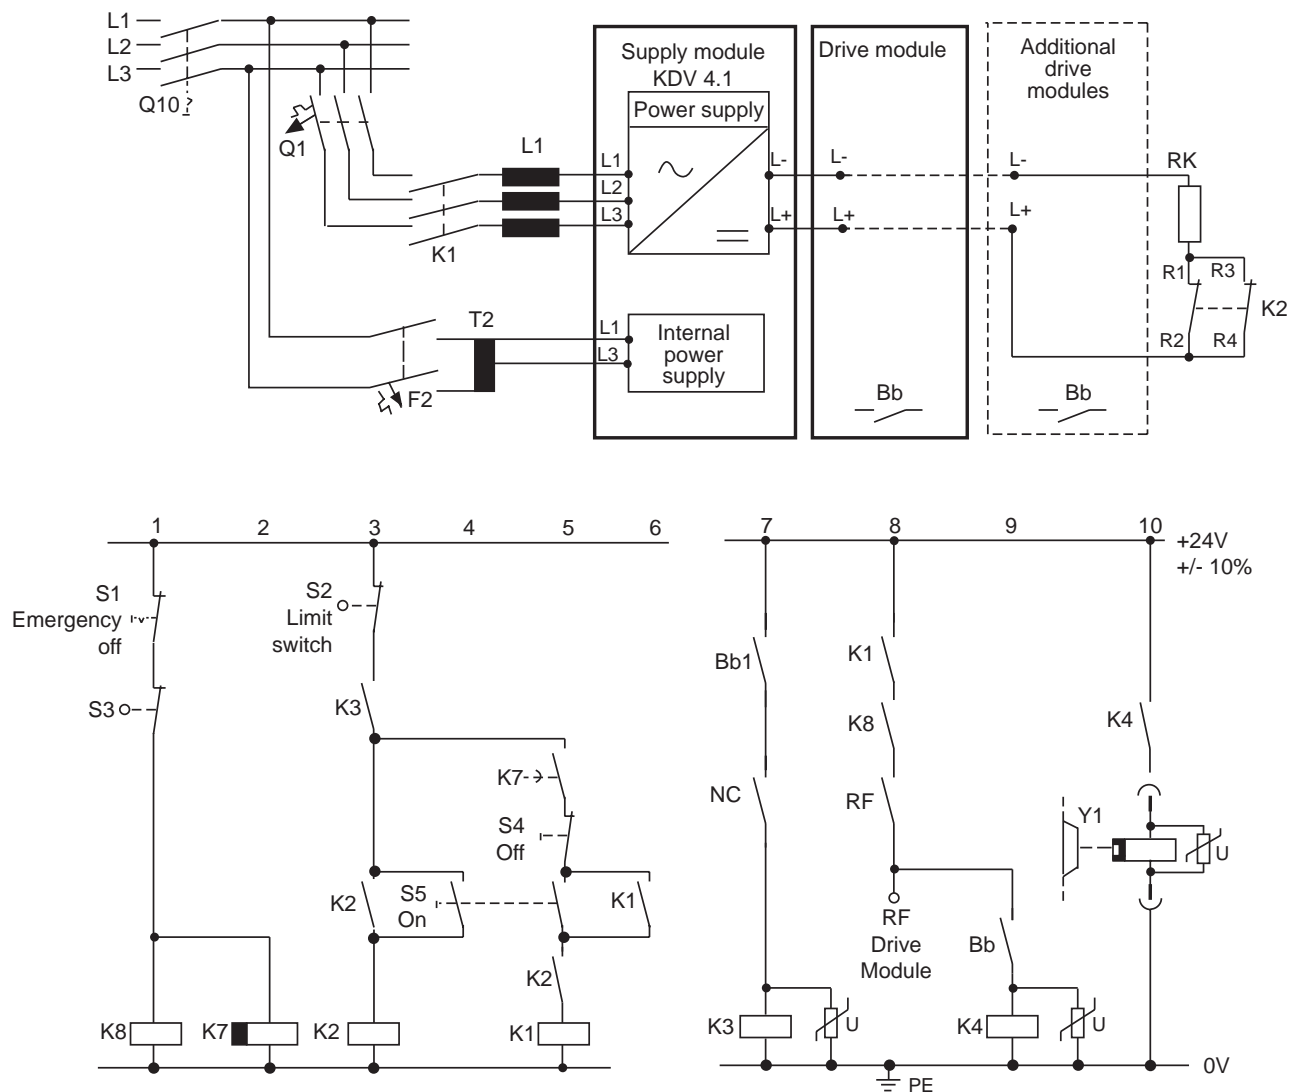 L1
L2
L3
Q10
Q1
L1
K1
Supply module
KDV 4.1
Power supply
L1
L2
L3
L-
L+
Drive module
L-
L+
Additional
drive
modules
L-
L+
RK
R1
R3
K2
R2
R4
T2
F2
L1
L3
Internal
power
supply
Bb
Bb
1
2
3
4
5
6
7
8
9
10
+24V
+/- 10%
S1
Emergency
off
S2
Limit
switch
S3
K3
K7
S4
Off
K2
S5
On
K1
K2
K8
K7
K2
K1
Bb1
K1
K8
K4
NC
RF
Y1
U
RF
Drive
Module
Bb
K3
U
K4
U
0V
PE